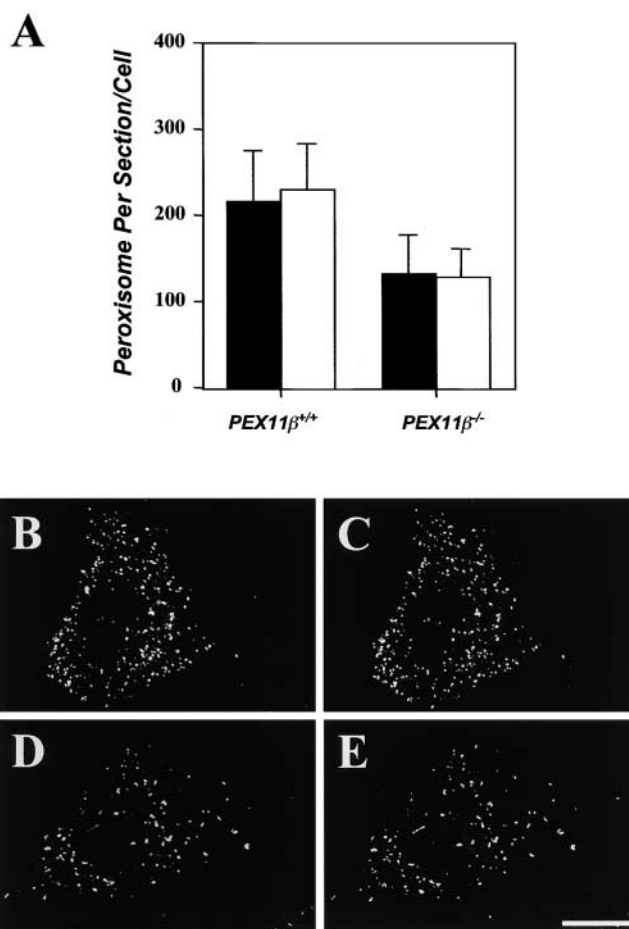 A
Peroxisome Per Section/Cell
400
300
200
100
0
PEX11β+/+
PEX11β-/-
B
C
D
E